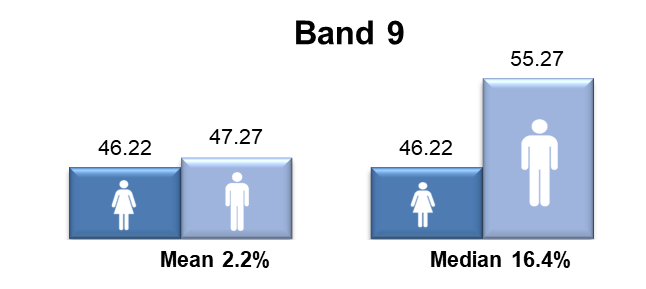 Band 9
46.22
47.27
Mean 2.2%
46.22
55.27
Median 16.4%